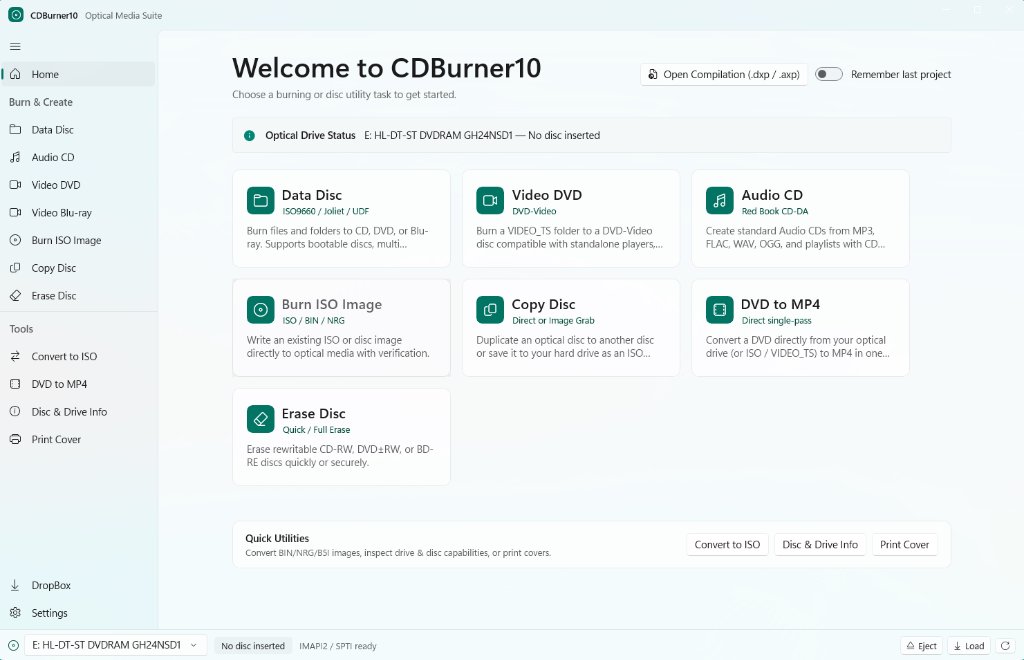 CDBurner10 Optical Media Suite
Home
Burn & Create
Data Disc
Audio CD
Video DVD
Video Blu-ray
Burn ISO Image
Copy Disc
Erase Disc
Tools
Convert to ISO
DVD to MP4
Disc & Drive Info
Print Cover
DropBox
Settings
Welcome to CDBurner10
Choose a burning or disc utility task to get started.
Open Compilation (.dxp / .axp)
Remember last project
Optical Drive Status E: HL-DT-ST DVDRAM GH24NSD1 — No disc inserted
Data Disc
ISO9660 / Joliet / UDF
Burn files and folders to CD, DVD, or Blu-
ray. Supports bootable discs, multi...
Video DVD
DVD-Video
Burn a VIDEO_TS folder to a DVD-Video
disc compatible with standalone players,...
Audio CD
Red Book CD-DA
Create standard Audio CDs from MP3,
FLAC, WAV, OGG, and playlists with CD...
Burn ISO Image
ISO / BIN / NRG
Write an existing ISO or disc image
directly to optical media with verification.
Copy Disc
Direct or Image Grab
Duplicate an optical disc to another disc
or save it to your hard drive as an ISO...
DVD to MP4
Direct single-pass
Convert a DVD directly from your optical
drive (or ISO / VIDEO_TS) to MP4 in one...
Erase Disc
Quick / Full Erase
Erase rewritable CD-RW, DVD±RW, or BD-
RE discs quickly or securely.
Quick Utilities
Convert BIN/NRG/B5I images, inspect drive & disc capabilities, or print covers.
Convert to ISO
Disc & Drive Info
Print Cover
E: HL-DT-ST DVDRAM GH24NSD1
No disc inserted
IMAPI2 / SPTI ready
Eject
Load